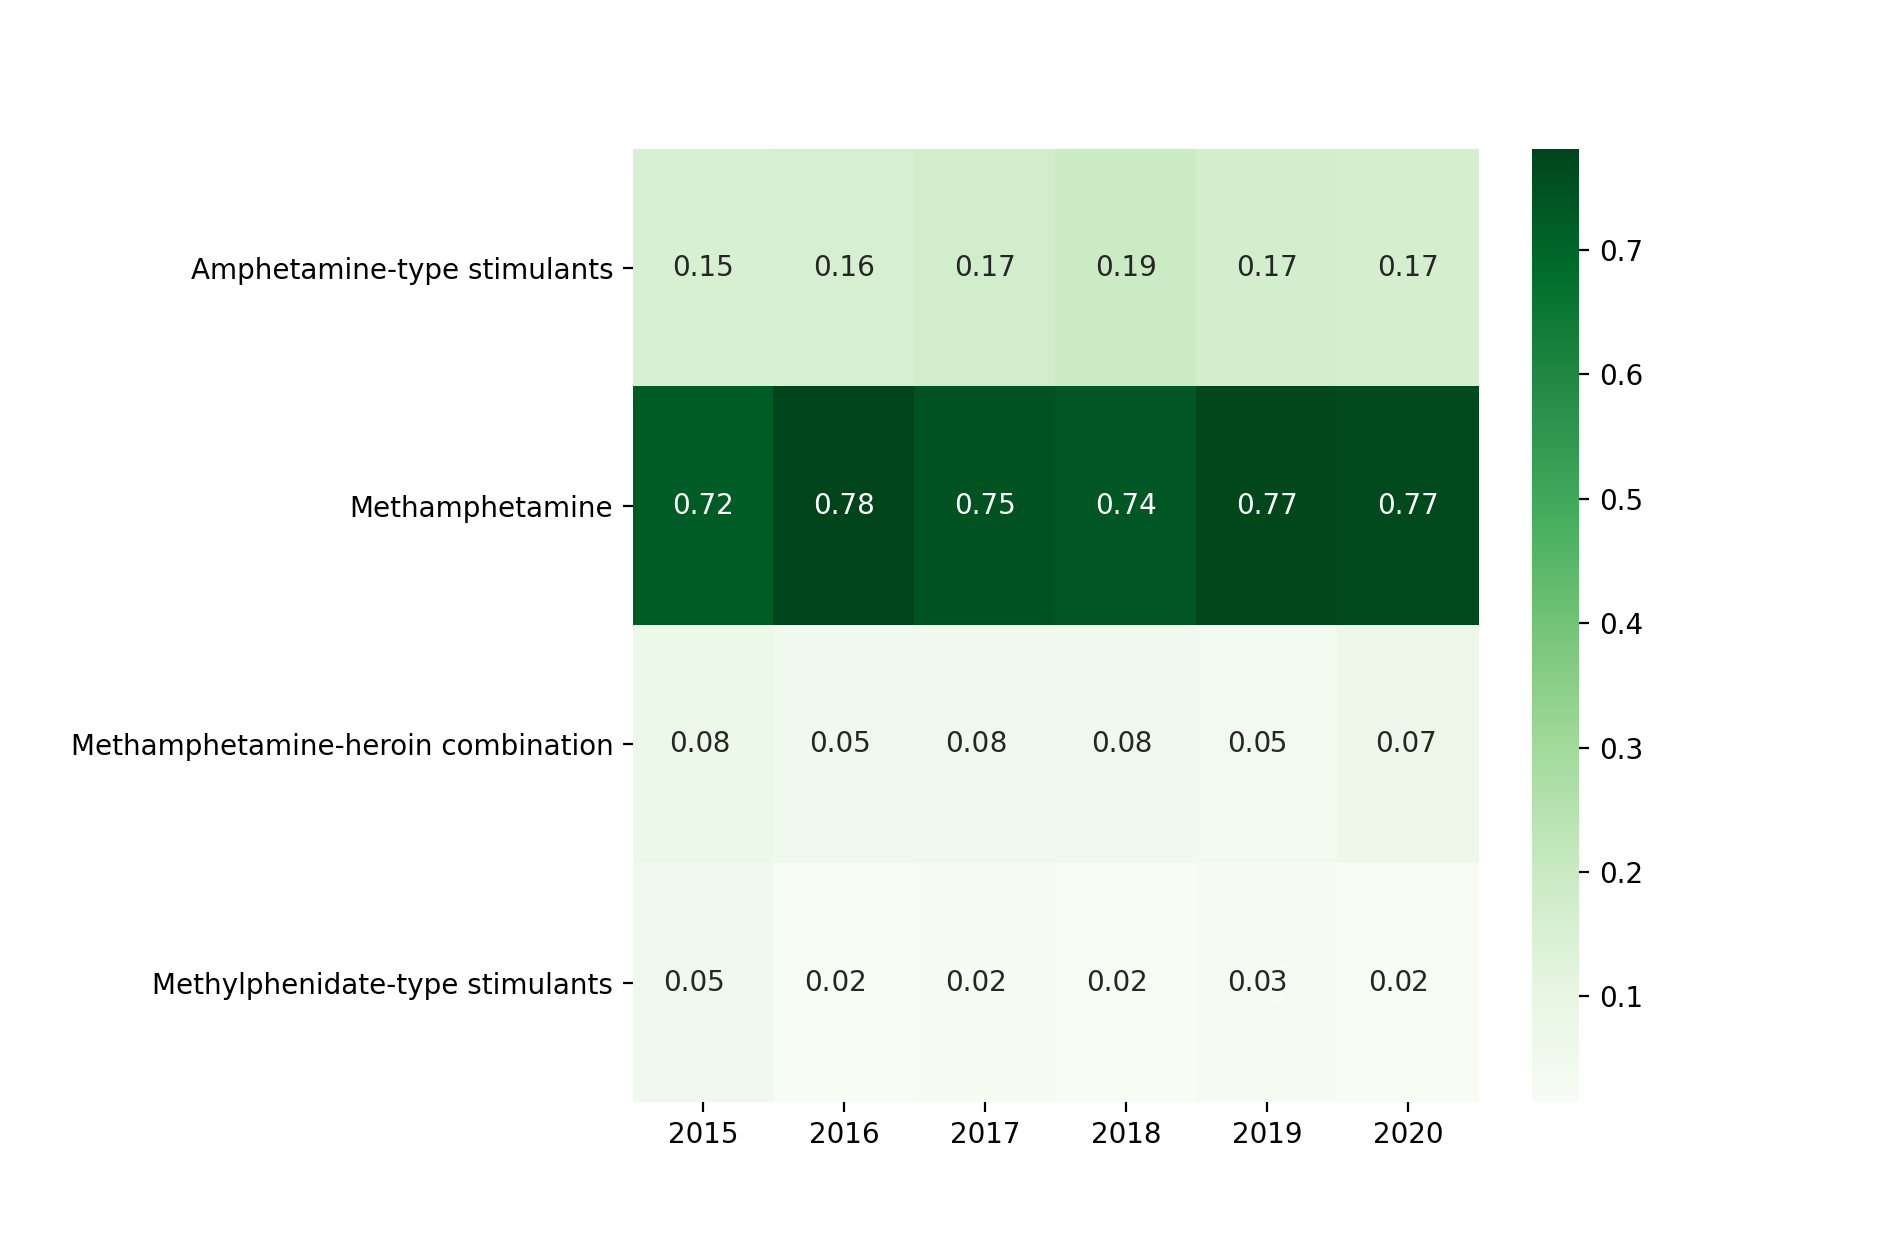 Amphetamine-type stimulants 0.15 0.16 0.17 0.19 0.17 0.17
Methamphetamine 0.72 0.78 0.75 0.74 0.77 0.77
Methamphetamine-heroin combination 0.08 0.05 0.08 0.08 0.05 0.07
Methylphenidate-type stimulants 0.05 0.02 0.02 0.02 0.03 0.02
2015 2016 2017 2018 2019 2020
0.7
0.6
0.5
0.4
0.3
0.2
0.1